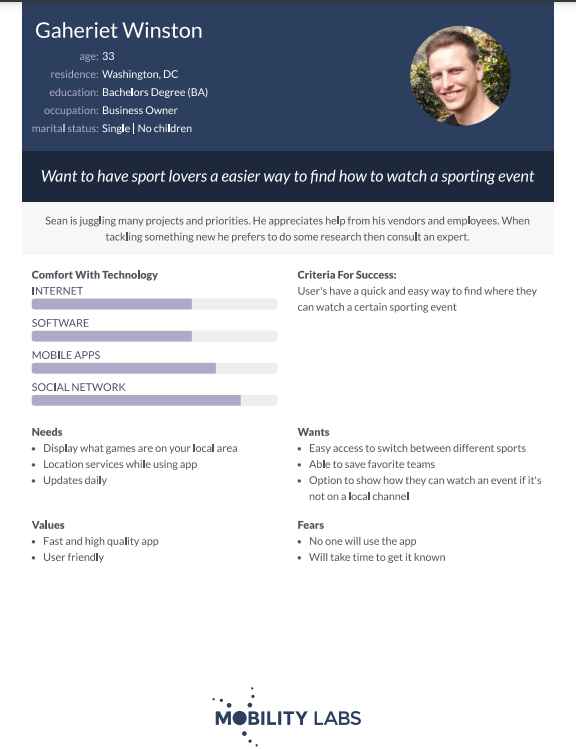 Gaheriet Winston
age: 33
residence: Washington, DC
education: Bachelors Degree (BA)
occupation: Business Owner
marital status: Single | No children
Want to have sport lovers a easier way to find how to watch a sporting event
Sean is juggling many projects and priorities. He appreciates help from his vendors and employees. When
tackling something new he prefers to do some research then consult an expert.
Comfort With Technology
INTERNET
SOFTWARE
MOBILE APPS
SOCIAL NETWORK
Criteria For Success:
User's have a quick and easy way to find where they
can watch a certain sporting event
Needs
• Display what games are on your local area
• Location services while using app
• Updates daily
Wants
• Easy access to switch between different sports
• Able to save favorite teams
• Option to show how they can watch an event if it's
not on a local channel
Values
• Fast and high quality app
• User friendly
Fears
• No one will use the app
• Will take time to get it known
MOBILITY LABS